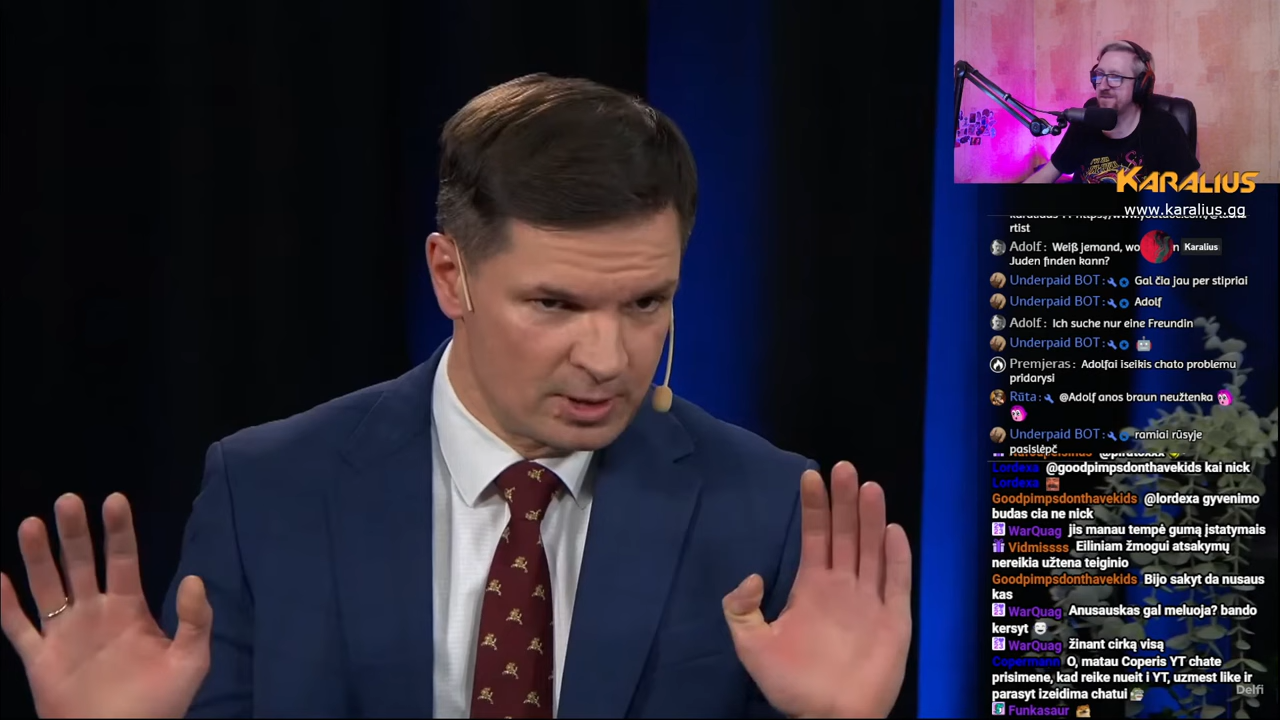 KARALIUS
www.karalius.gg
rtist
Adolf : Weiß jemand, wo
Karalius
Juden finden kann?
Underpaid BOT : Gal čia jau per stipriai
Underpaid BOT : Adolf
Adolf : Ich suche nur eine Freundin
Underpaid BOT :
Premjeras : Adolfai iseikis chato problemu
pridarysi
Rūta : @Adolf anos braun neužtenka
Underpaid BOT : ramiai rūsyje
pasislėpč
Lordexa @goodpimpsdonthavekids kai nick
Lordexa
Goodpimpsdonthavekids @lordexa gyvenimo
budas cia ne nick
WarQuag jis manau tempė gumą įstatymais
Vidmissss Eiliniam žmogui atsakymų
nereikia užtena teiginio
Goodpimpsdonthavekids Bijo sakyt da nusaus
kas
WarQuag Anusauskas gal meluoja? bando
kersyt
WarQuag žinant cirką visą
Copermann O, matau Coperis YT chate
prisimene, kad reike nueit i YT, uzmest like ir
parasyt izeidima chatui
Delfi
Funkasaur